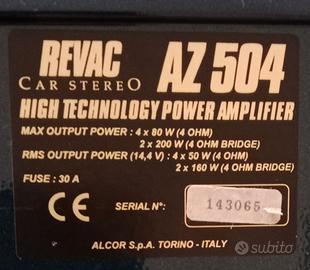 REVAC AZ 504
CAR STEREO
HIGH TECHNOLOGY POWER AMPLIFIER
MAX OUTPUT POWER : 4 x 80 W (4 OHM)
2 x 200 W (4 OHM BRIDGE)
RMS OUTPUT POWER (14,4 V) : 4 x 50 W (4 OHM)
2 x 160 W (4 OHM BRIDGE)
FUSE : 30 A
CE SERIAL N°: 143065
ALCOR S.p.A. TORINO - ITALY
subito